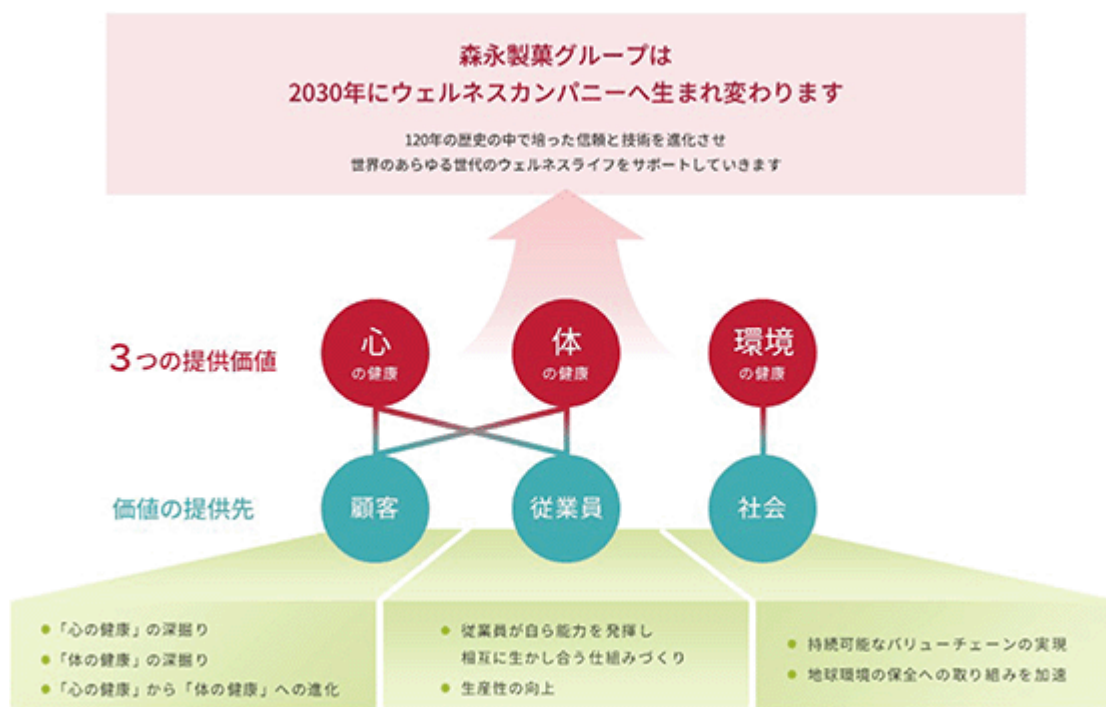 森永製菓グループは
2030年にウェルネスカンパニーへ生まれ変わります
120年の歴史の中で培った信頼と技術を進化させ
世界のあらゆる世代のウェルネスライフをサポートしていきます
3つの提供価値
心
の健康
体
の健康
環境
の健康
価値の提供先
顧客
従業員
社会
●「心の健康」の深掘り
●「体の健康」の深掘り
●「心の健康」から「体の健康」への進化
● 従業員が自ら能力を発揮し
相互に生かし合う仕組みづくり
● 生産性の向上
● 持続可能なバリューチェーンの実現
● 地球環境の保全への取り組みを加速